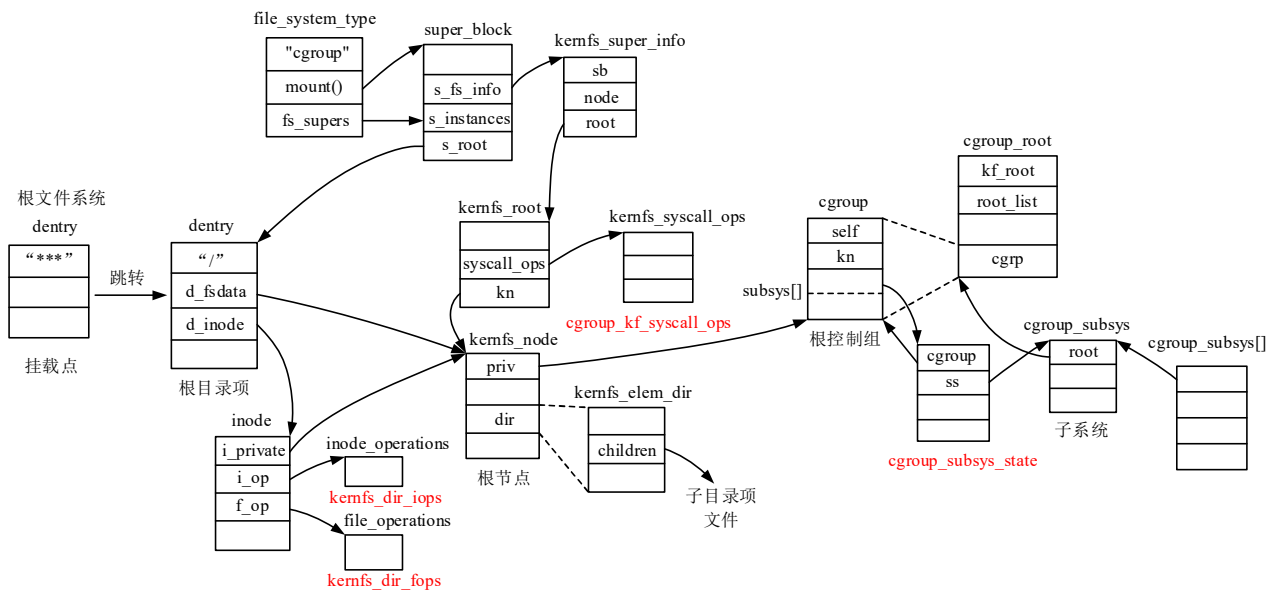 file_system_type
"cgroup"
mount()
fs_supers
super_block
s_fs_info
s_instances
s_root
kernfs_super_info
sb
node
root
根文件系统
dentry
“***”
挂载点
跳转
dentry
“/”
d_fsdata
d_inode
根目录项
kernfs_root
syscall_ops
kn
kernfs_syscall_ops
cgroup_kf_syscall_ops
cgroup
self
kn
subsys[]
根控制组
cgroup_root
kf_root
root_list
cgrp
kernfs_node
priv
dir
根节点
kernfs_elem_dir
children
子目录项
文件
cgroup
ss
cgroup_subsys_state
cgroup_subsys
root
子系统
cgroup_subsys[]
inode
i_private
i_op
f_op
inode_operations
kernfs_dir_iops
file_operations
kernfs_dir_fops